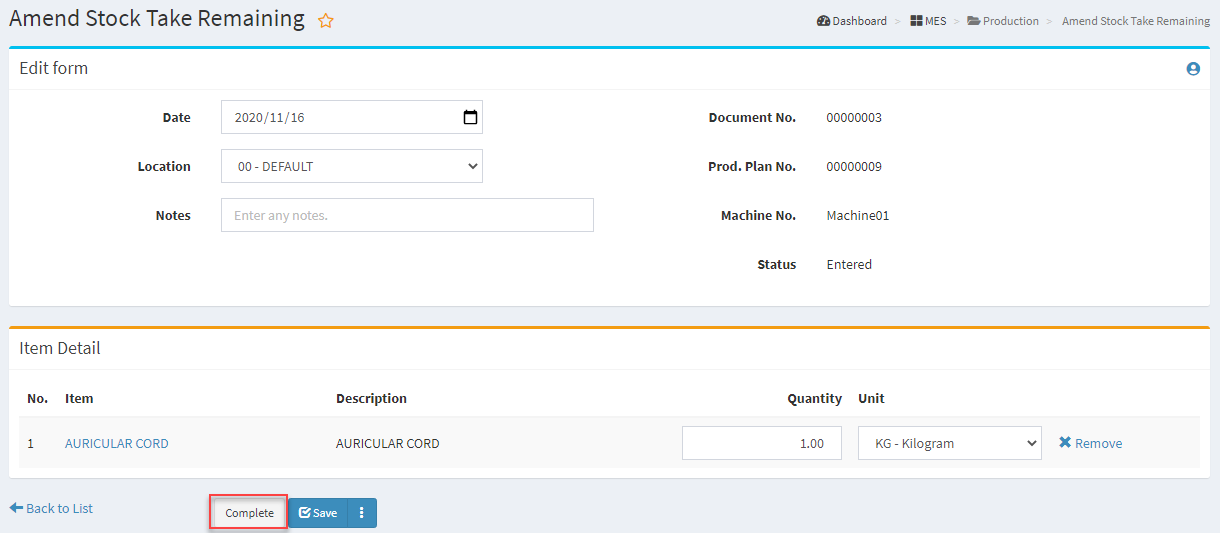 Amend Stock Take Remaining
Dashboard > MES > Production > Amend Stock Take Remaining
Edit form
Date 2020/11/16 Document No. 00000003
Location 00 - DEFAULT Prod. Plan No. 00000009
Notes Enter any notes. Machine No. Machine01
Status Entered
Item Detail
No. Item Description Quantity Unit
1 AURICULAR CORD AURICULAR CORD 1.00 KG - Kilogram Remove
Back to List Complete Save